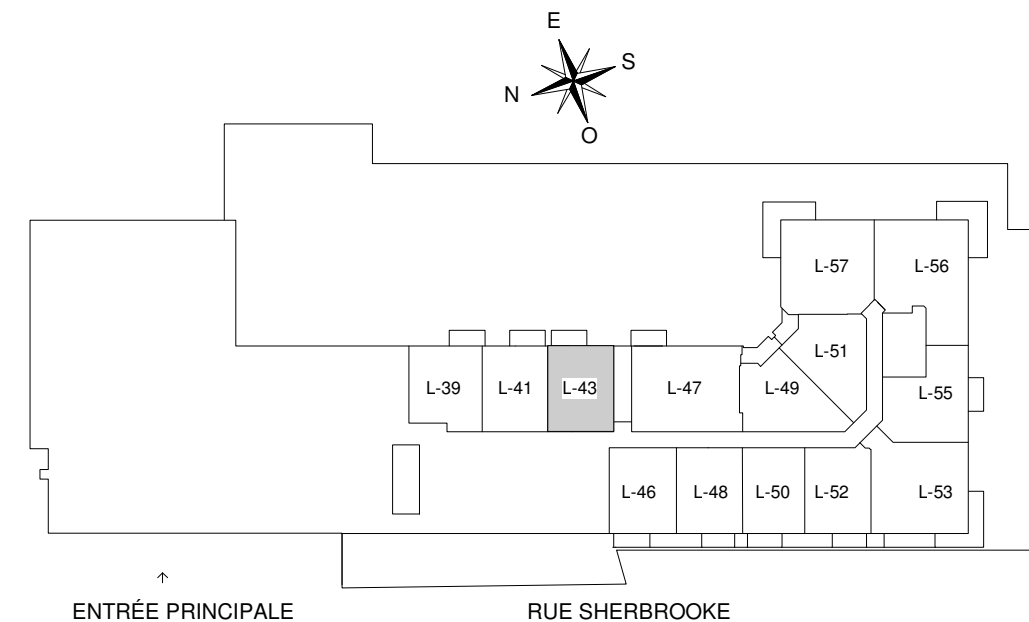 E
S
N
O
L-57
L-56
L-51
L-39
L-41
L-43
L-47
L-49
L-55
L-46
L-48
L-50
L-52
L-53
ENTRÉE PRINCIPALE
RUE SHERBROOKE